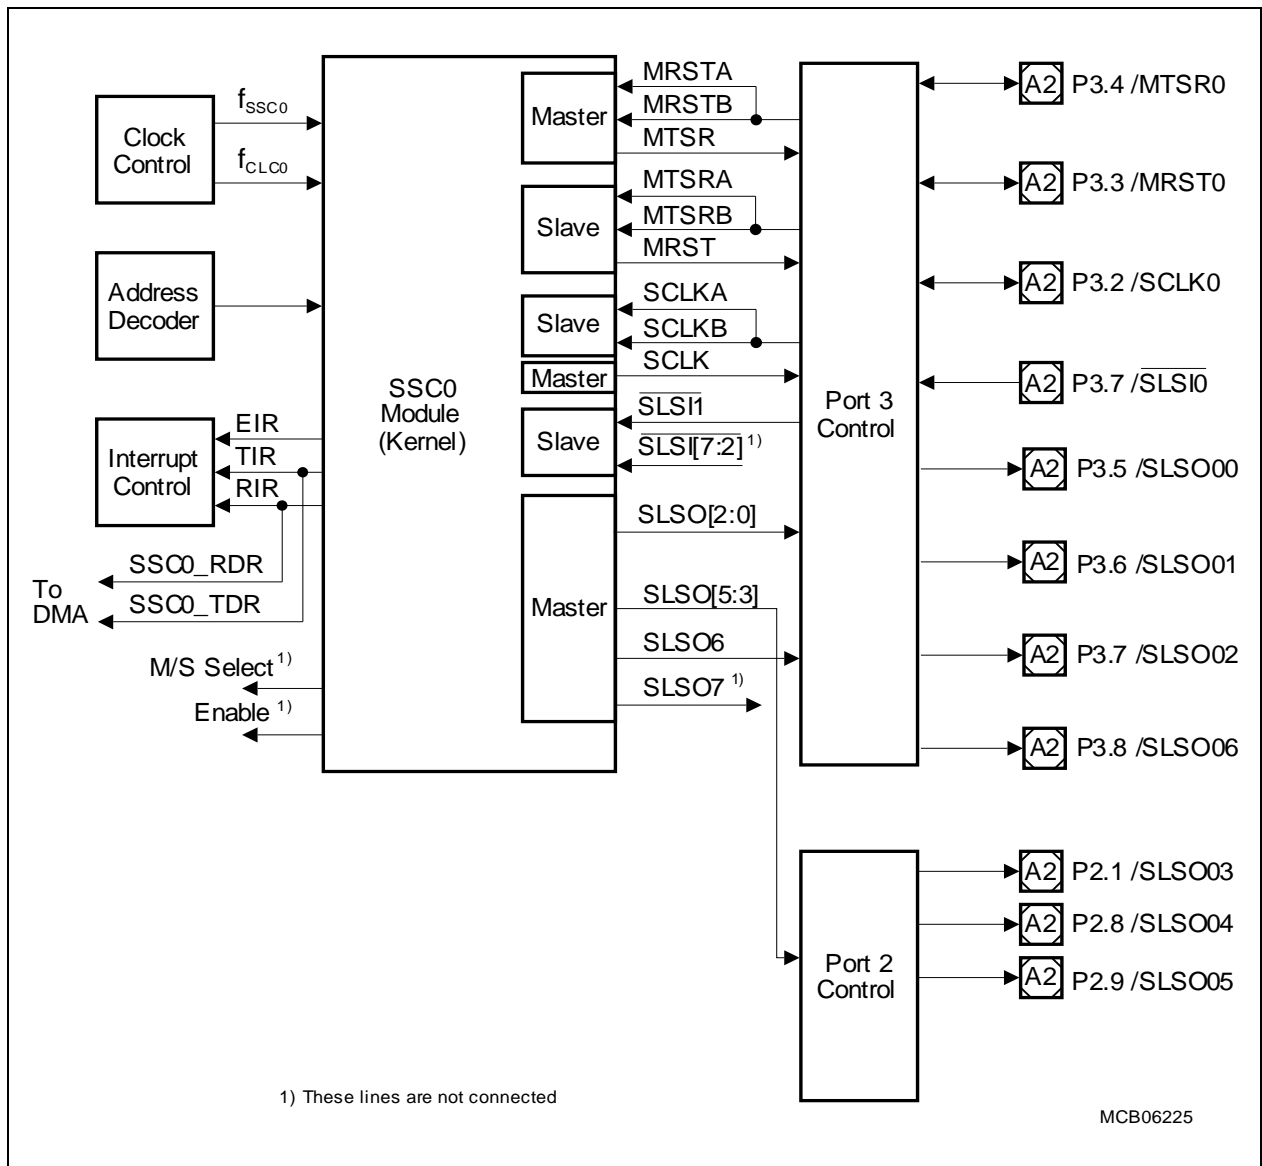 Clock
Control
fSSC0
fCLC0
Address
Decoder
Interrupt
Control
EIR
TIR
RIR
SSC0_RDR
SSC0_TDR
To
DMA
M/S Select 1)
Enable 1)
SSC0
Module
(Kernel)
Master
Slave
Slave
Master
Slave
Master
MRSTA
MRSTB
MTSR
MTSRA
MTSRB
MRST
SCLKA
SCLKB
SCLK
SLSI1
SLSI[7:2] 1)
SLSO[2:0]
SLSO[5:3]
SLSO6
SLSO7 1)
Port 3
Control
Port 2
Control
A2 P3.4 /MTSR0
A2 P3.3 /MRST0
A2 P3.2 /SCLK0
A2 P3.7 /SLSI0
A2 P3.5 /SLSO00
A2 P3.6 /SLSO01
A2 P3.7 /SLSO02
A2 P3.8 /SLSO06
A2 P2.1 /SLSO03
A2 P2.8 /SLSO04
A2 P2.9 /SLSO05
1) These lines are not connected
MCB06225